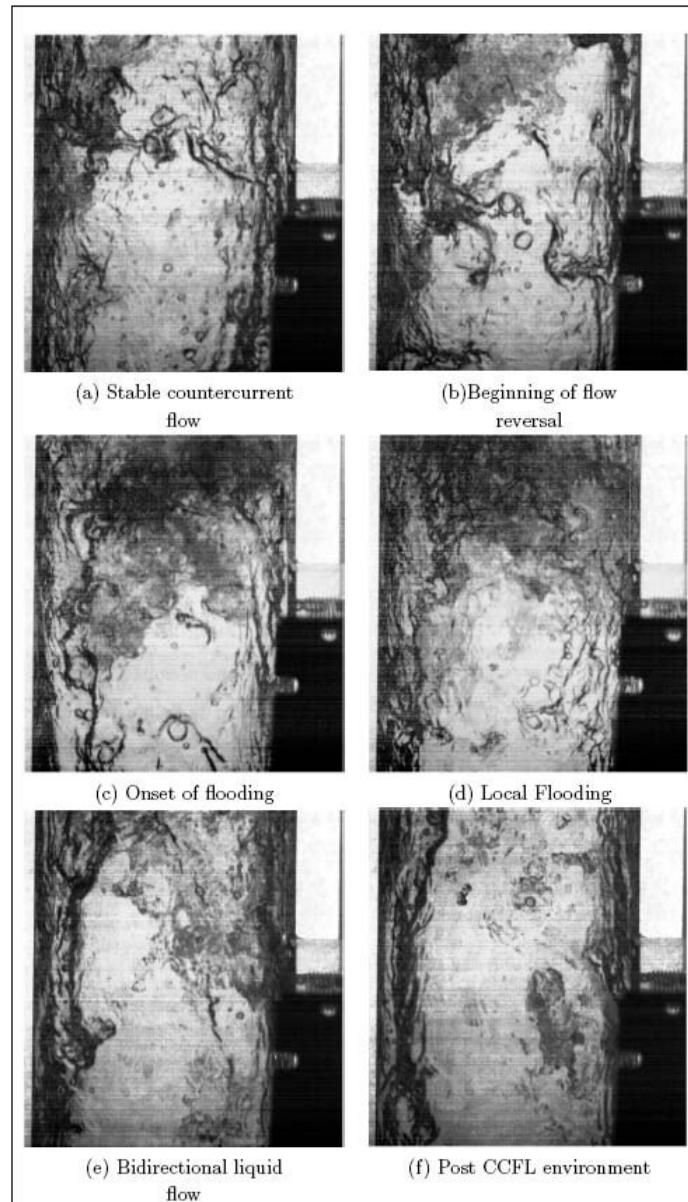 (a) Stable countercurrent
flow
(b)Beginning of flow
reversal
(c) Onset of flooding
(d) Local Flooding
(e) Bidirectional liquid
flow
(f) Post CCFL environment